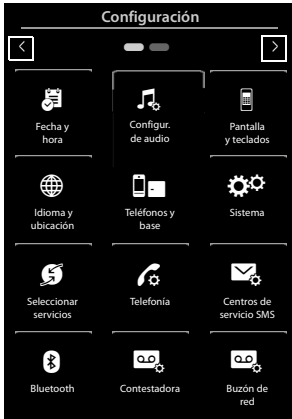 Configuración
Fecha y
hora
Configur.
de audio
Pantalla
y teclados
Idioma y
ubicación
Teléfonos y
base
Sistema
Seleccionar
servicios
Telefonía
Centros de
servicio SMS
Bluetooth
Contestadora
Buzón de
red